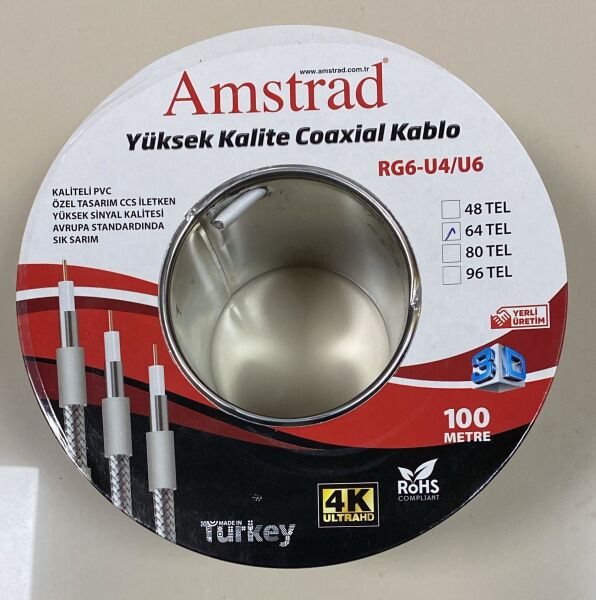 www.amstrad.com.tr
Amstrad®
Yüksek Kalite Coaxial Kablo
RG6-U4/U6
KALİTELİ PVC
ÖZEL TASARIM CCS İLETKEN
YÜKSEK SİNYAL KALİTESİ
AVRUPA STANDARDINDA
SIK SARIM
48 TEL
64 TEL
80 TEL
96 TEL
YERLİ
ÜRETİM
3D
100
METRE
MADE IN
Turkey
4K
ULTRAHD
RoHS
COMPLIANT